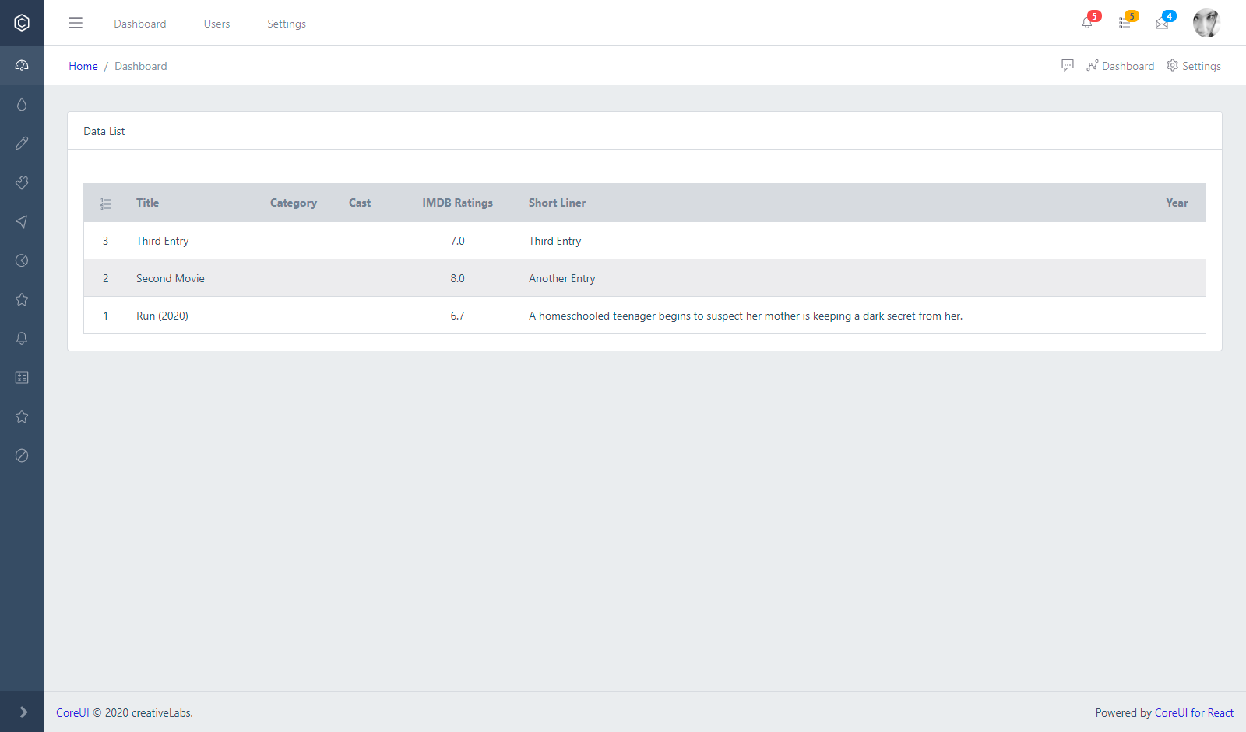 Dashboard Users Settings 5 5 4
Home / Dashboard Dashboard Settings
Data List
Title Category Cast IMDB Ratings Short Liner Year
3 Third Entry 7.0 Third Entry
2 Second Movie 8.0 Another Entry
1 Run (2020) 6.7 A homeschooled teenager begins to suspect her mother is keeping a dark secret from her.
CoreUI © 2020 creativeLabs. Powered by CoreUI for React